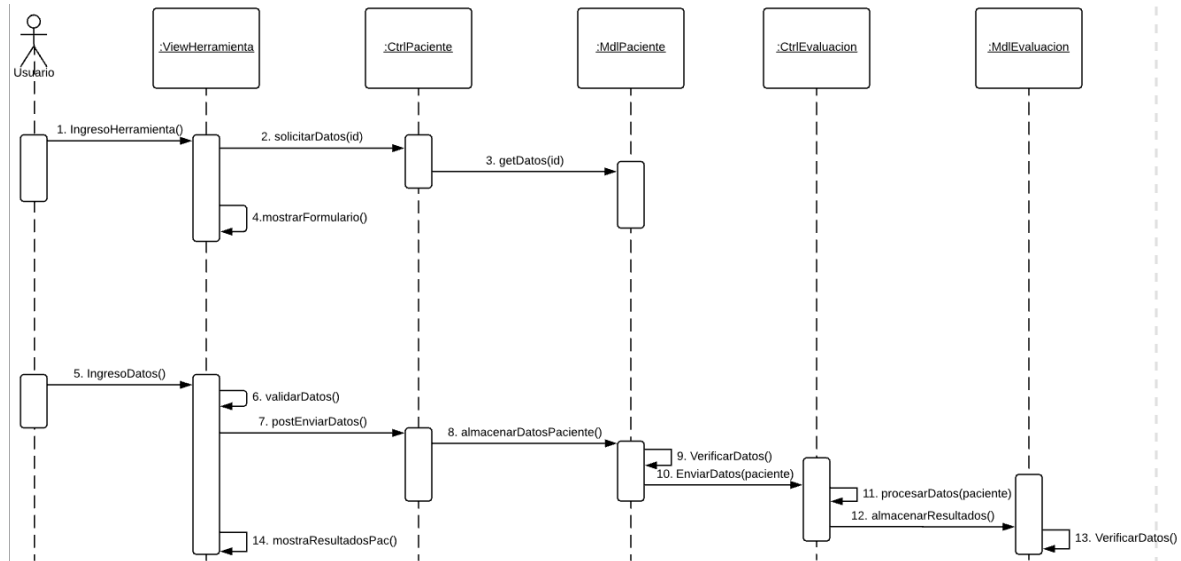 Usuario
:ViewHerramienta
:CtrlPaciente
:MdlPaciente
:CtrlEvaluacion
:MdlEvaluacion
1. IngresoHerramienta()
2. solicitarDatos(id)
3. getDatos(id)
4.mostrarFormulario()
5. IngresoDatos()
6. validarDatos()
7. postEnviarDatos()
8. almacenarDatosPaciente()
9. VerificarDatos()
10. EnviarDatos(paciente)
11. procesarDatos(paciente)
12. almacenarResultados()
13. VerificarDatos()
14. mostraResultadosPac()